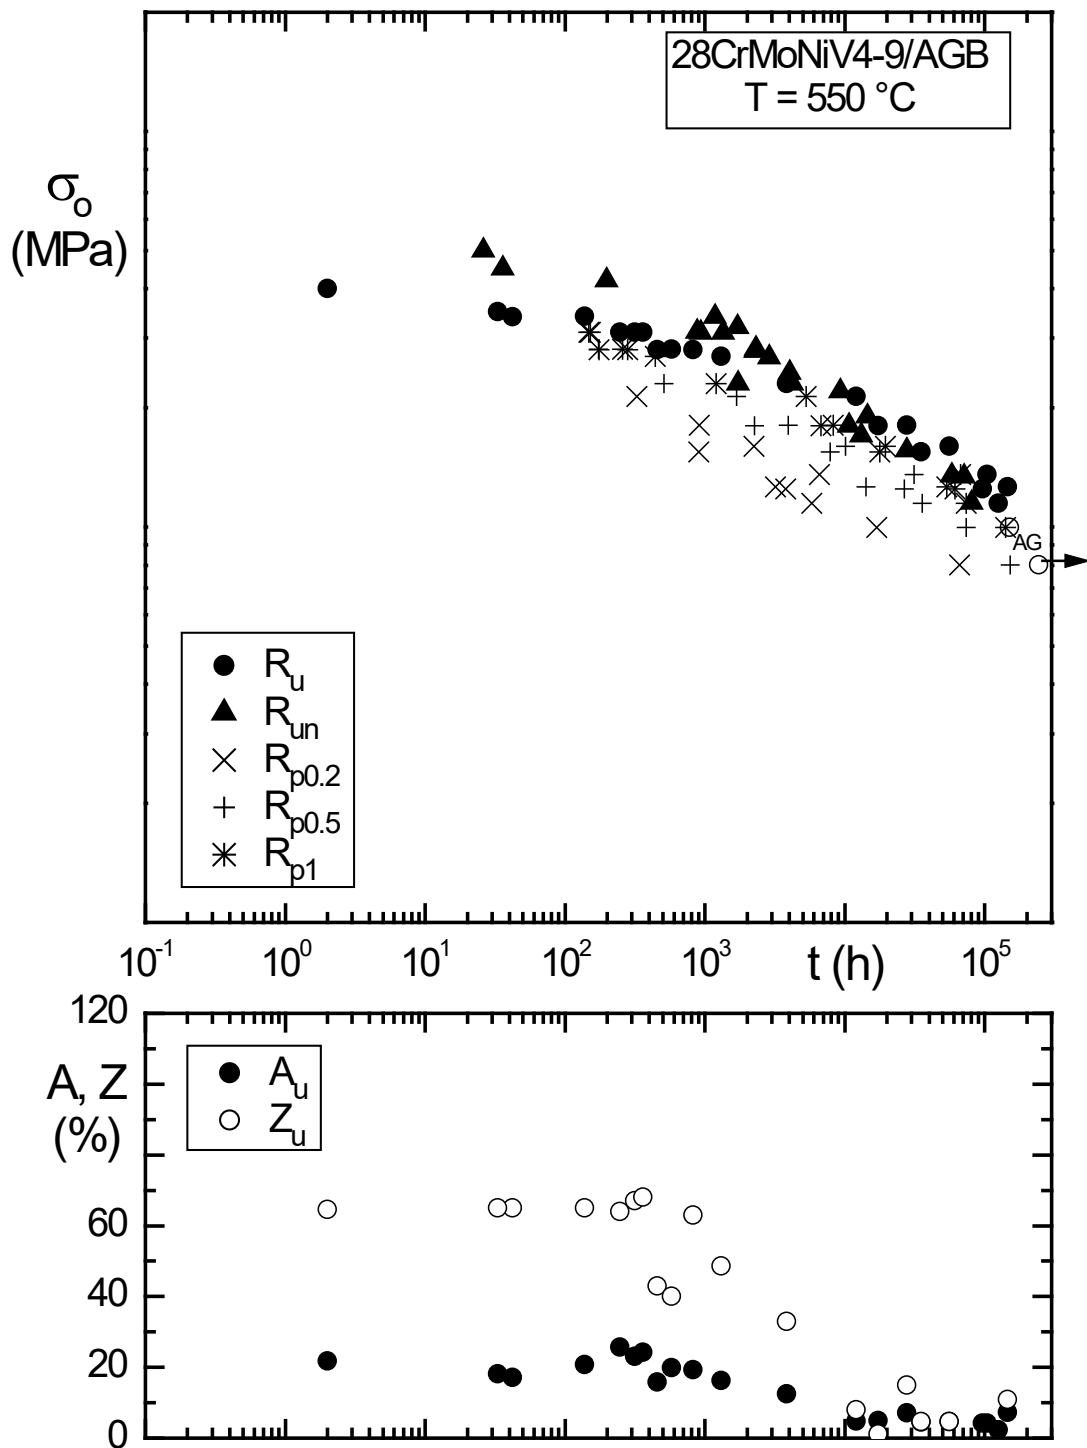 28CrMoNiV4-9/AGB
T = 550 °C
σo
(MPa)
AG
Ru
Run
Rp0.2
Rp0.5
Rp1
10-1 100 101 102 103 t (h) 105
120
A, Z
(%)
Au
Zu
60
40
20
0